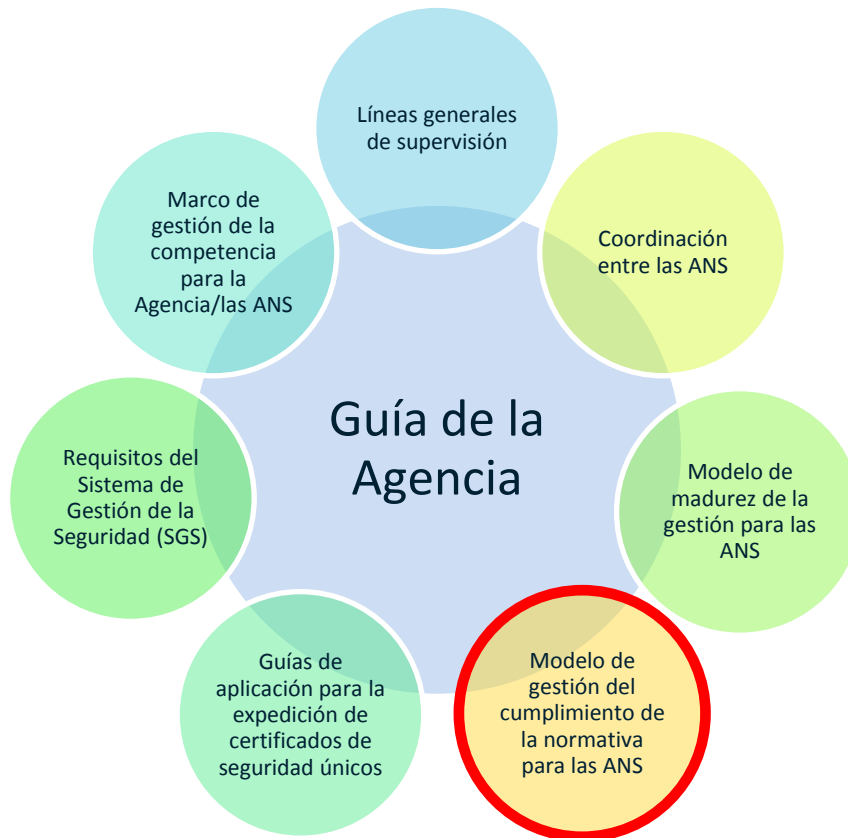 Líneas generales
de supervisión
Marco de
gestión de la
competencia
para la
Agencia/las ANS
Coordinación
entre las ANS
Guía de la
Agencia
Requisitos del
Sistema de
Gestión de la
Seguridad (SGS)
Modelo de
madurez de la
gestión para las
ANS
Guías de
aplicación para la
expedición de
certificados de
seguridad únicos
Modelo de
gestión del
cumplimiento de
la normativa
para las ANS